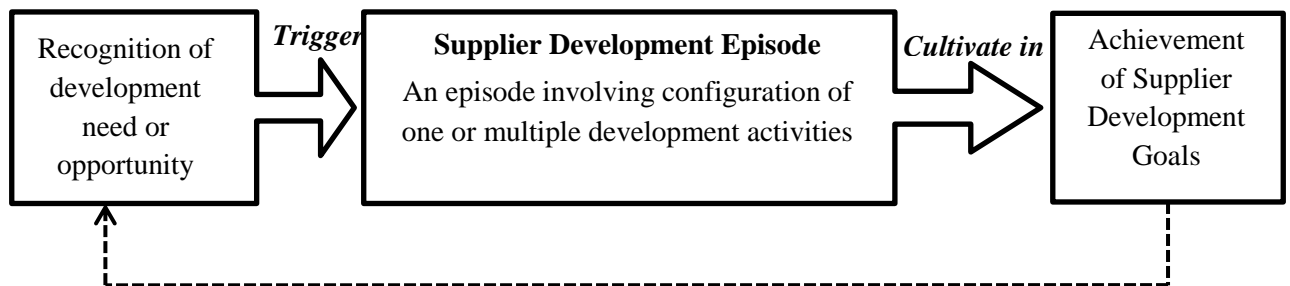 Recognition of
development
need or
opportunity
Trigger
Supplier Development Episode
An episode involving configuration of
one or multiple development activities
Cultivate in
Achievement
of Supplier
Development
Goals